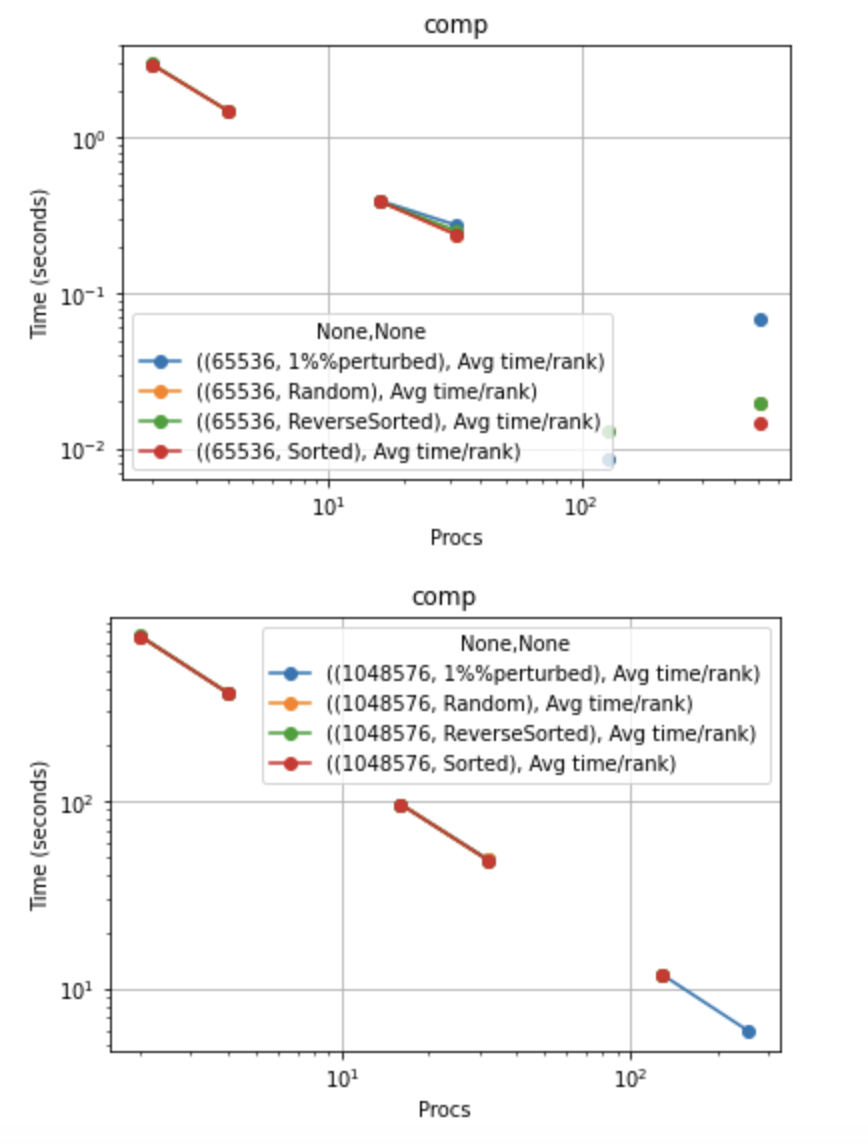 comp
Time (seconds)
10⁰
10⁻¹
10⁻²
None,None
((65536, 1%%perturbed), Avg time/rank)
((65536, Random), Avg time/rank)
((65536, ReverseSorted), Avg time/rank)
((65536, Sorted), Avg time/rank)
10¹
10²
Procs
comp
Time (seconds)
None,None
((1048576, 1%%perturbed), Avg time/rank)
((1048576, Random), Avg time/rank)
((1048576, ReverseSorted), Avg time/rank)
((1048576, Sorted), Avg time/rank)
10²
10¹
10¹
10²
Procs